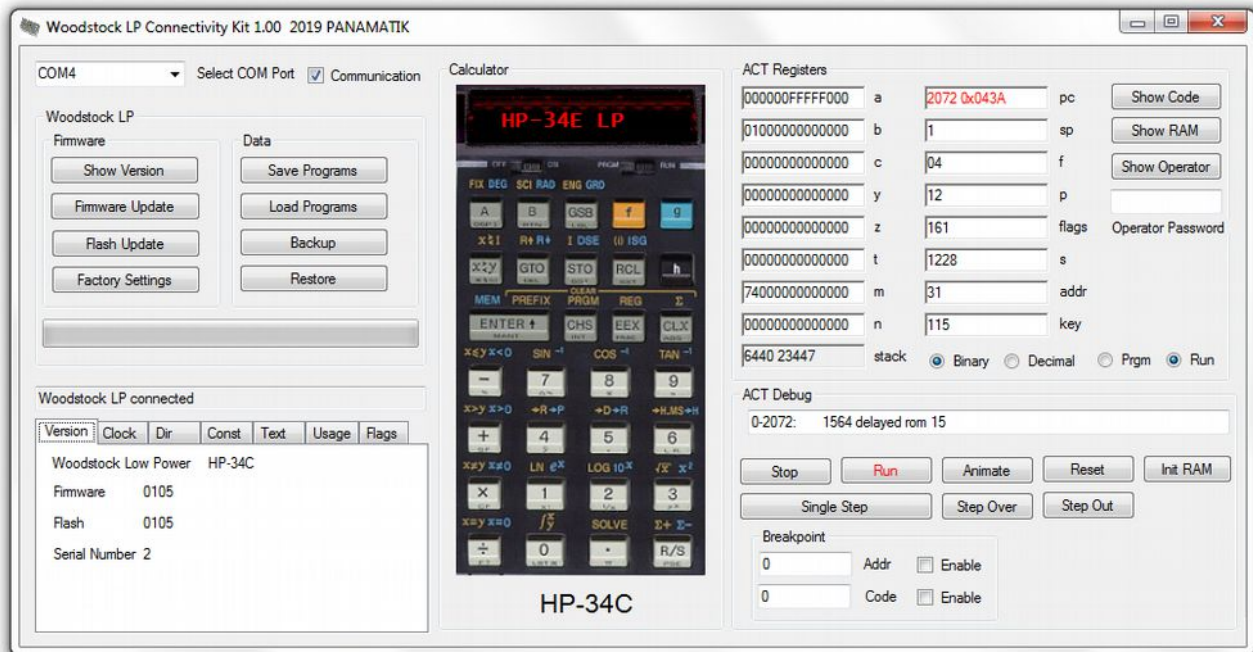 Woodstock LP Connectivity Kit 1.00 2019 PANAMATIK
COM4 Select COM Port Communication
Woodstock LP
Firmware
Show Version
Firmware Update
Flash Update
Factory Settings
Data
Save Programs
Load Programs
Backup
Restore
Woodstock LP connected
Version Clock Dir Const Text Usage Flags
Woodstock Low Power HP-34C
Firmware 0105
Flash 0105
Serial Number 2
Calculator
HP-34E LP
OFF ON PRGM RUN
FIX DEG SCI RAD ENG GRD
A B GSB f g
x↕I R↑ R↓ I DSE (i) ISG
x↕y GTO STO RCL h
CLEAR
MEM PREFIX PRGM REG Σ
ENTER↑ CHS EEX CLX
x≤y x<0 SIN⁻¹ COS⁻¹ TAN⁻¹
− 7 8 9
x>y x>0 →R→P →D→R →H.MS→H
+ 4 5 6
x≠y x≠0 LN eˣ LOG 10ˣ √x x²
× 1 2 3
x=y x=0 ∫xy SOLVE Σ+ Σ−
÷ 0 · R/S
HP-34C
ACT Registers
000000FFFFF000 a 2072 0x043A pc Show Code
01000000000000 b 1 sp Show RAM
00000000000000 c 04 f Show Operator
00000000000000 y 12 p
00000000000000 z 161 flags Operator Password
00000000000000 t 1228 s
74000000000000 m 31 addr
00000000000000 n 115 key
6440 23447 stack Binary Decimal Prgm Run
ACT Debug
0-2072: 1564 delayed rom 15
Stop Run Animate Reset Init RAM
Single Step Step Over Step Out
Breakpoint
0 Addr Enable
0 Code Enable